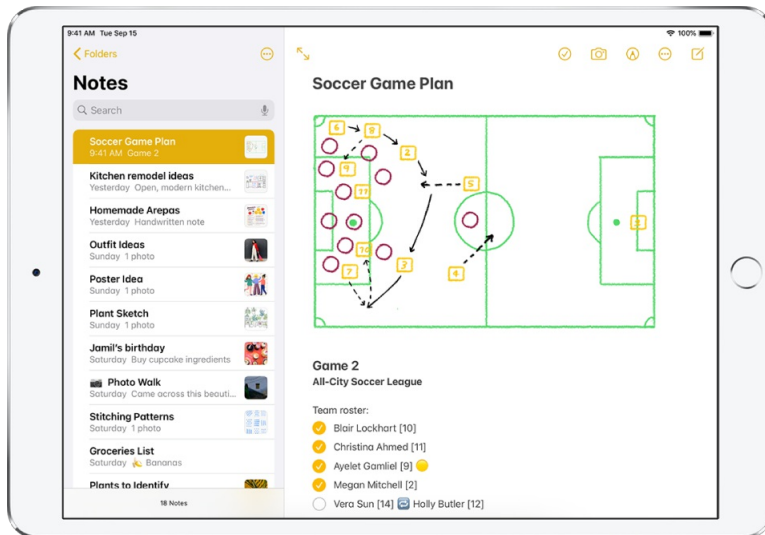 9:41 AM Tue Sep 15
100%
Folders
Notes
Search
Soccer Game Plan
9:41 AM Game 2
Kitchen remodel ideas
Yesterday Open, modern kitchen...
Homemade Arepas
Yesterday Handwritten note
Outfit Ideas
Sunday 1 photo
Poster Idea
Sunday 1 photo
Plant Sketch
Sunday 1 photo
Jamil's birthday
Saturday Buy cupcake ingredients
📷 Photo Walk
Saturday Came across this beauti...
Stitching Patterns
Saturday 1 photo
Groceries List
Saturday 🍌 Bananas
Plants to Identify
18 Notes
Soccer Game Plan
6 8
2
9
11
5
10
7
3
4
Game 2
All-City Soccer League
Team roster:
Blair Lockhart [10]
Christina Ahmed [11]
Ayelet Gamliel [9] 🟡
Megan Mitchell [2]
Vera Sun [14] 🔁 Holly Butler [12]